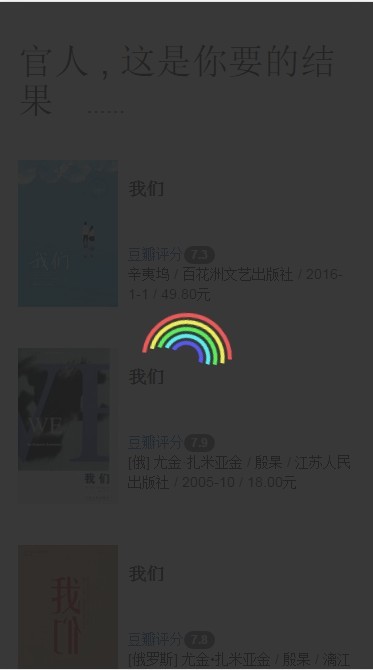 官人，这是你要的结
果 ……
我们
我们
豆瓣评分 7.3
辛夷坞 / 百花洲文艺出版社 / 2016-
1-1 / 49.80元
我们
WE
我们
豆瓣评分 7.9
[俄] 尤金·扎米亚金 / 殷杲 / 江苏人民
出版社 / 2005-10 / 18.00元
我们
我们
豆瓣评分 7.8
[俄罗斯] 尤金·扎米亚金 / 殷杲 / 漓江